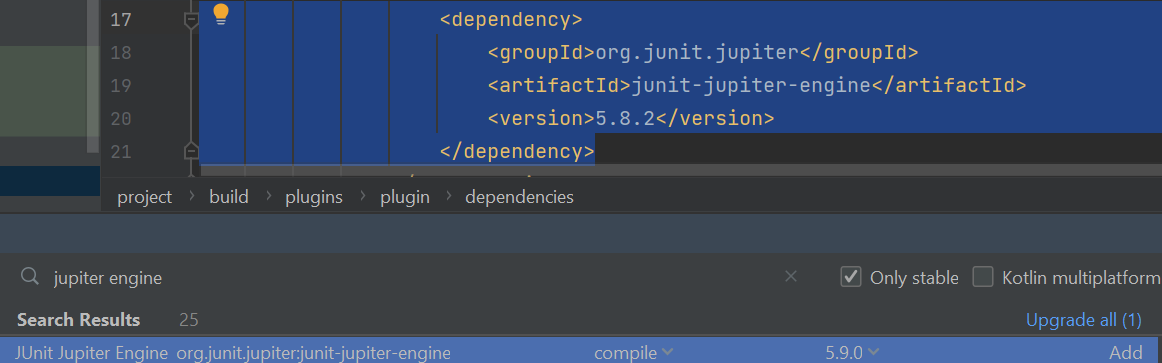 17 <dependency>
18 <groupId>org.junit.jupiter</groupId>
19 <artifactId>junit-jupiter-engine</artifactId>
20 <version>5.8.2</version>
21 </dependency>
project > build > plugins > plugin > dependencies
jupiter engine × Only stable Kotlin multiplatform
Search Results 25 Upgrade all (1)
JUnit Jupiter Engine org.junit.jupiter:junit-jupiter-engine compile 5.9.0 Add